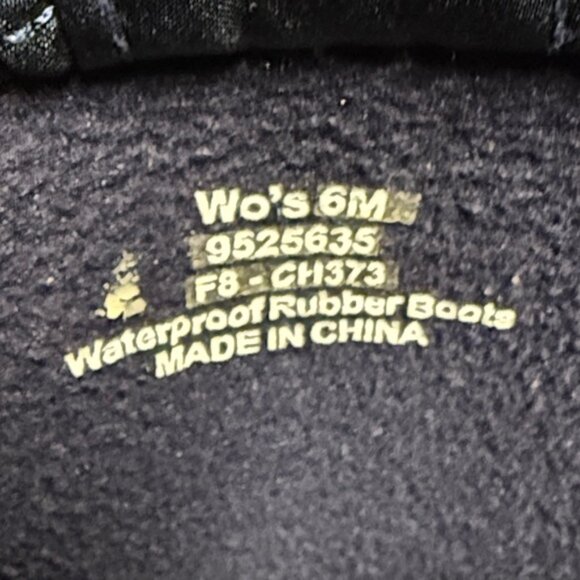 Wo's 6M
9525635
F8 - CH373
Waterproof Rubber Boots
MADE IN CHINA